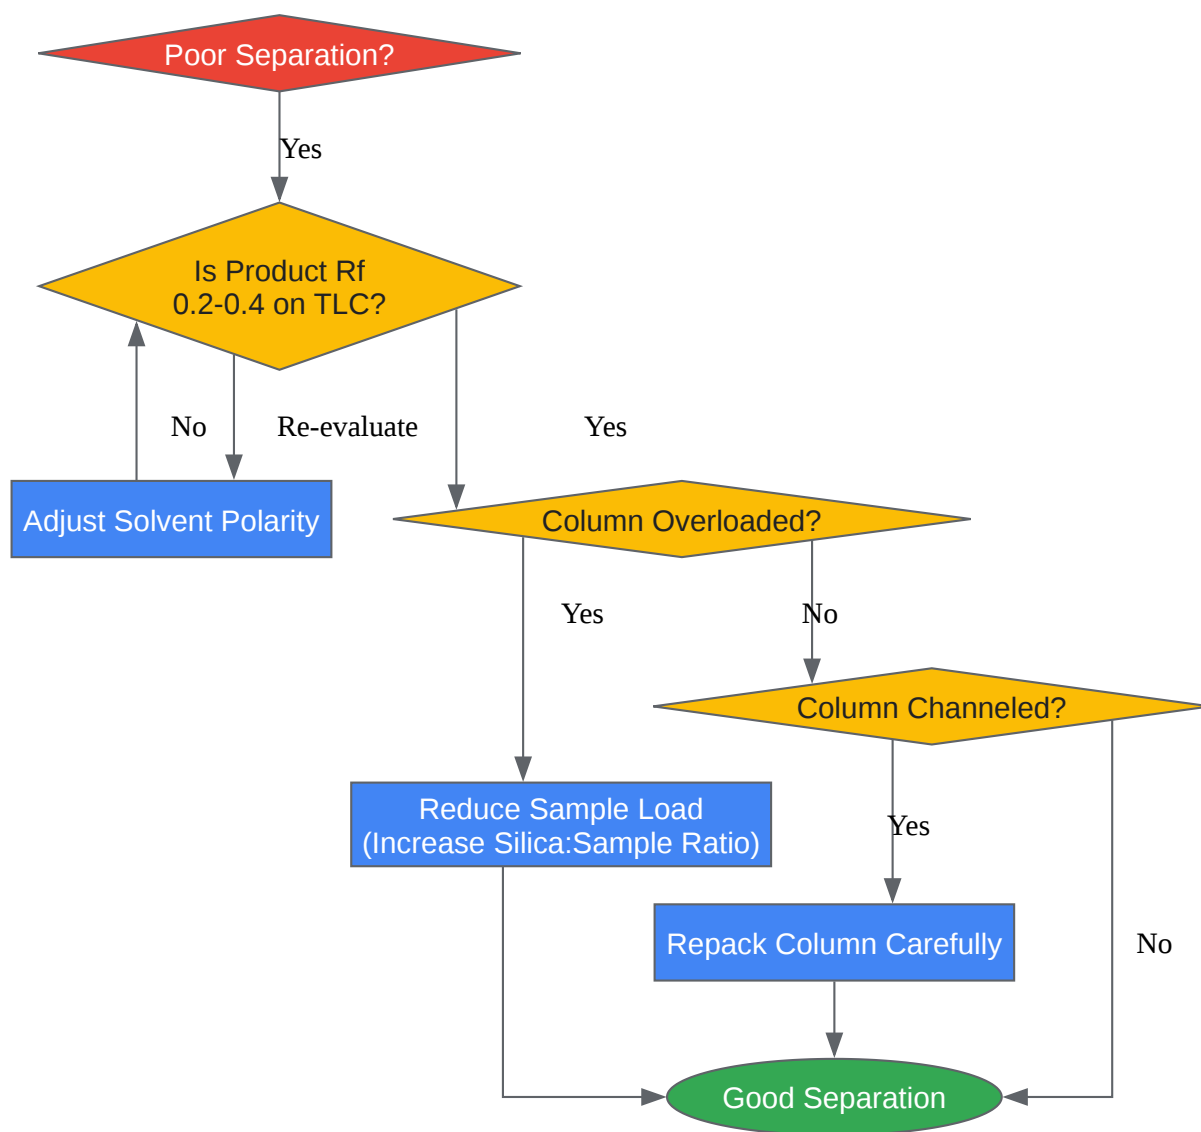 Poor Separation?
Yes
Is Product Rf
0.2-0.4 on TLC?
No
Re-evaluate
Yes
Adjust Solvent Polarity
Column Overloaded?
Yes
No
Column Channeled?
Reduce Sample Load
(Increase Silica:Sample Ratio)
Yes
Repack Column Carefully
No
Good Separation